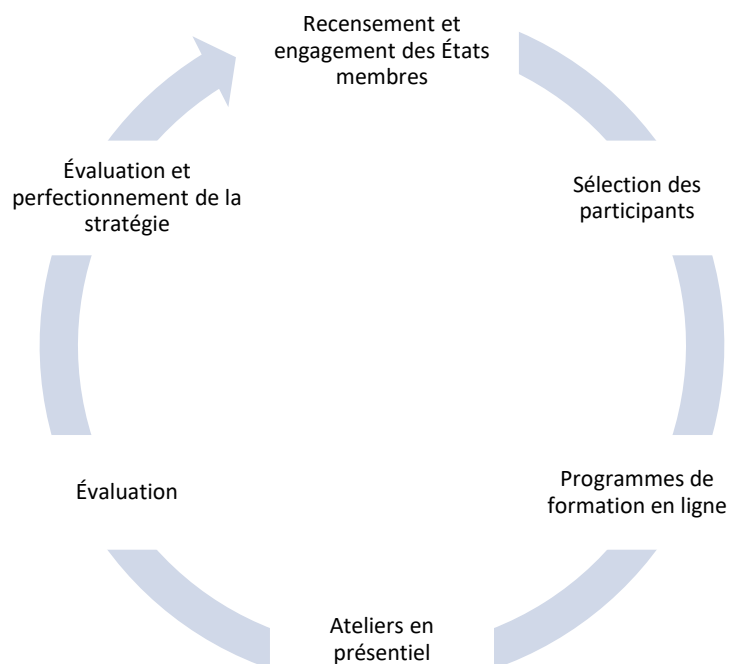 Recensement et
engagement des États
membres
Sélection des
participants
Programmes de
formation en ligne
Ateliers en
présentiel
Évaluation
Évaluation et
perfectionnement de la
stratégie